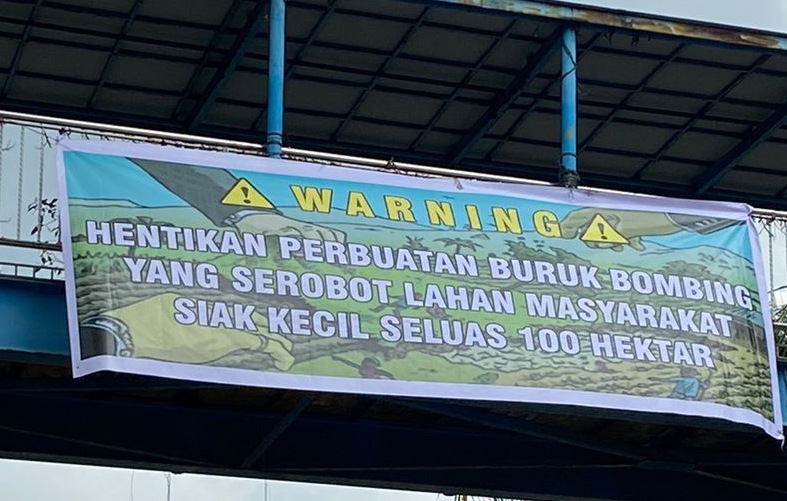 WARNING
HENTIKAN PERBUATAN BURUK BOMBING
YANG SEROBOT LAHAN MASYARAKAT
SIAK KECIL SELUAS 100 HEKTAR